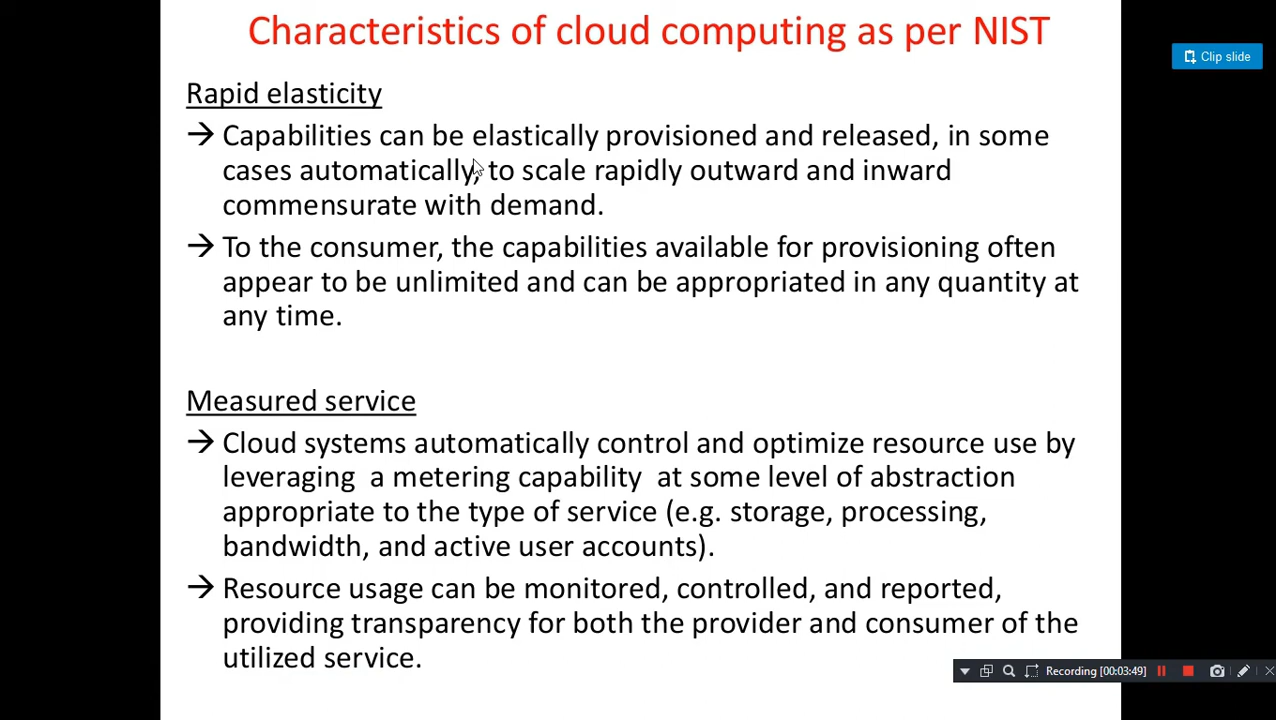 Characteristics of cloud computing as per NIST
Clip slide
Rapid elasticity
→ Capabilities can be elastically provisioned and released, in some
cases automatically, to scale rapidly outward and inward
commensurate with demand.
→ To the consumer, the capabilities available for provisioning often
appear to be unlimited and can be appropriated in any quantity at
any time.
Measured service
→ Cloud systems automatically control and optimize resource use by
leveraging a metering capability at some level of abstraction
appropriate to the type of service (e.g. storage, processing,
bandwidth, and active user accounts).
→ Resource usage can be monitored, controlled, and reported,
providing transparency for both the provider and consumer of the
utilized service.
Recording [00:03:49]